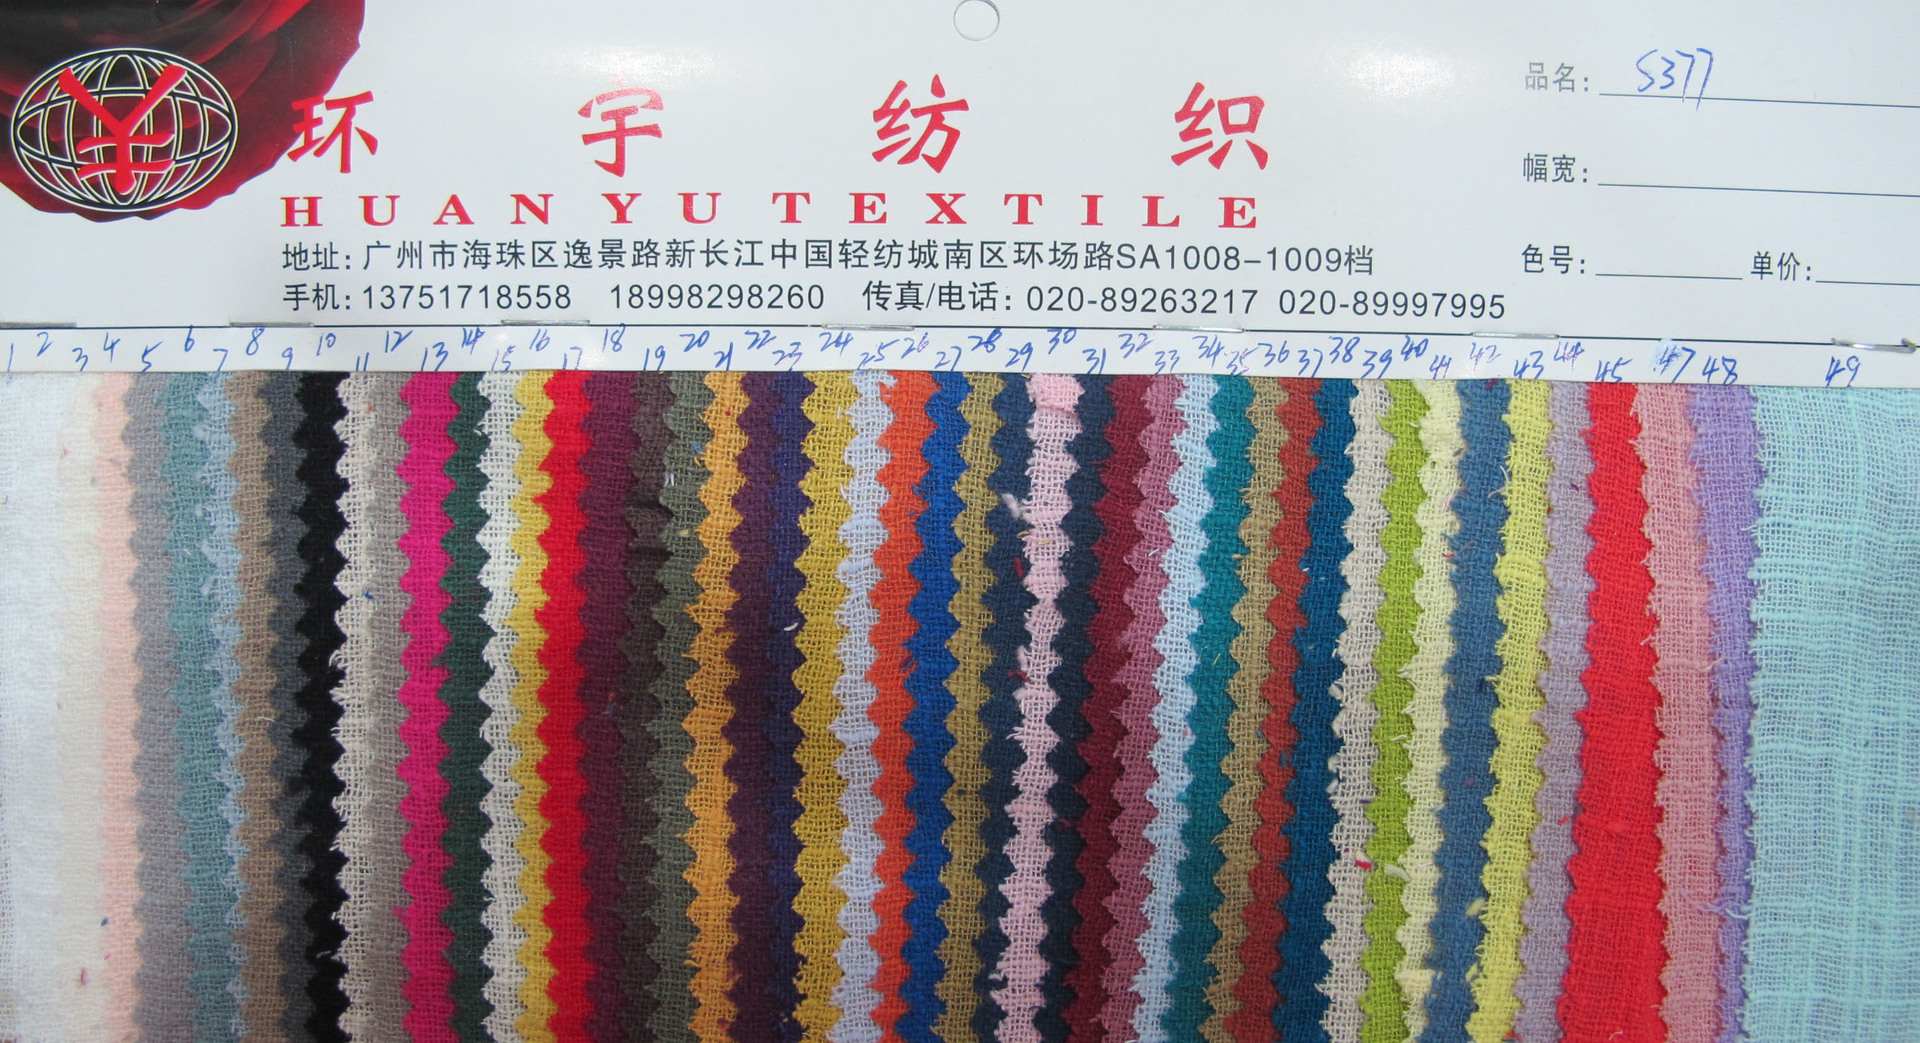 环宇纺织
HUANYU TEXTILE
地址：广州市海珠区逸景路新长江中国轻纺城南区环场路SA1008-1009档
手机：13751718558 18998298260 传真/电话：020-89263217 020-89997995
品名：S377
幅宽：
色号： 单价：
1 2 3 4 5 6 7 8 9 10 11 12 13 14 15 16 17 18 19 20 21 22 23 24 25 26 27 28 29 30 31 32 33 34 35 36 37 38 39 40 41 42 43 44 45 47 48 49